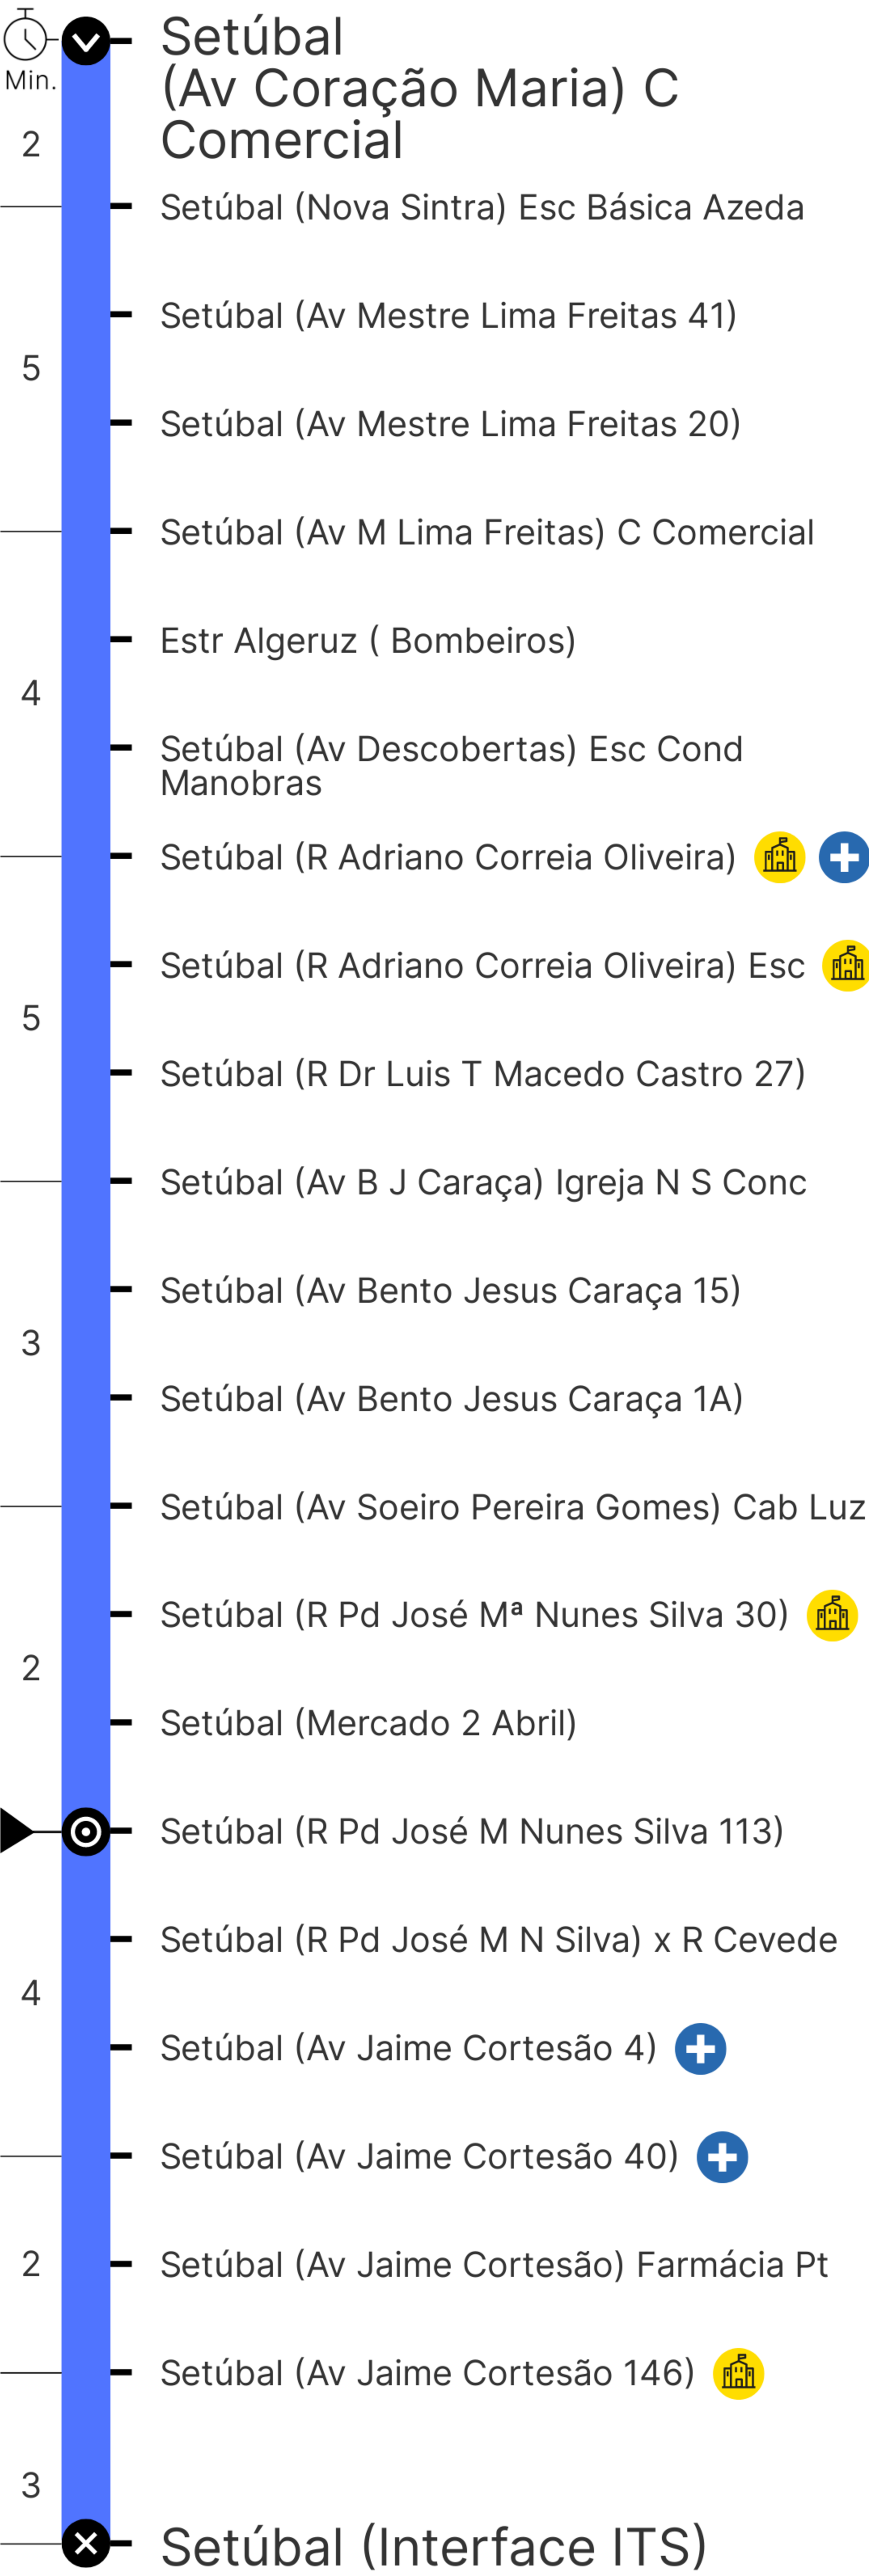 Setúbal
Min.
(Av Coração Maria) C
2
Comercial
Setúbal (Nova Sintra) Esc Básica Azeda
Setúbal (Av Mestre Lima Freitas 41)
5
Setúbal (Av Mestre Lima Freitas 20)
Setúbal (Av M Lima Freitas) C Comercial
Estr Algeruz ( Bombeiros)
4
Setúbal (Av Descobertas) Esc Cond
Manobras
Setúbal (R Adriano Correia Oliveira)
Setúbal (R Adriano Correia Oliveira) Esc
5
Setúbal (R Dr Luis T Macedo Castro 27)
Setúbal (Av B J Caraça) Igreja N S Conc
Setúbal (Av Bento Jesus Caraça 15)
3
Setúbal (Av Bento Jesus Caraça 1A)
Setúbal (Av Soeiro Pereira Gomes) Cab Luz
Setúbal (R Pd José Mª Nunes Silva 30)
2
Setúbal (Mercado 2 Abril)
Setúbal (R Pd José M Nunes Silva 113)
Setúbal (R Pd José M N Silva) x R Cevede
4
Setúbal (Av Jaime Cortesão 4)
Setúbal (Av Jaime Cortesão 40)
2
Setúbal (Av Jaime Cortesão) Farmácia Pt
Setúbal (Av Jaime Cortesão 146)
3
Setúbal (Interface ITS)